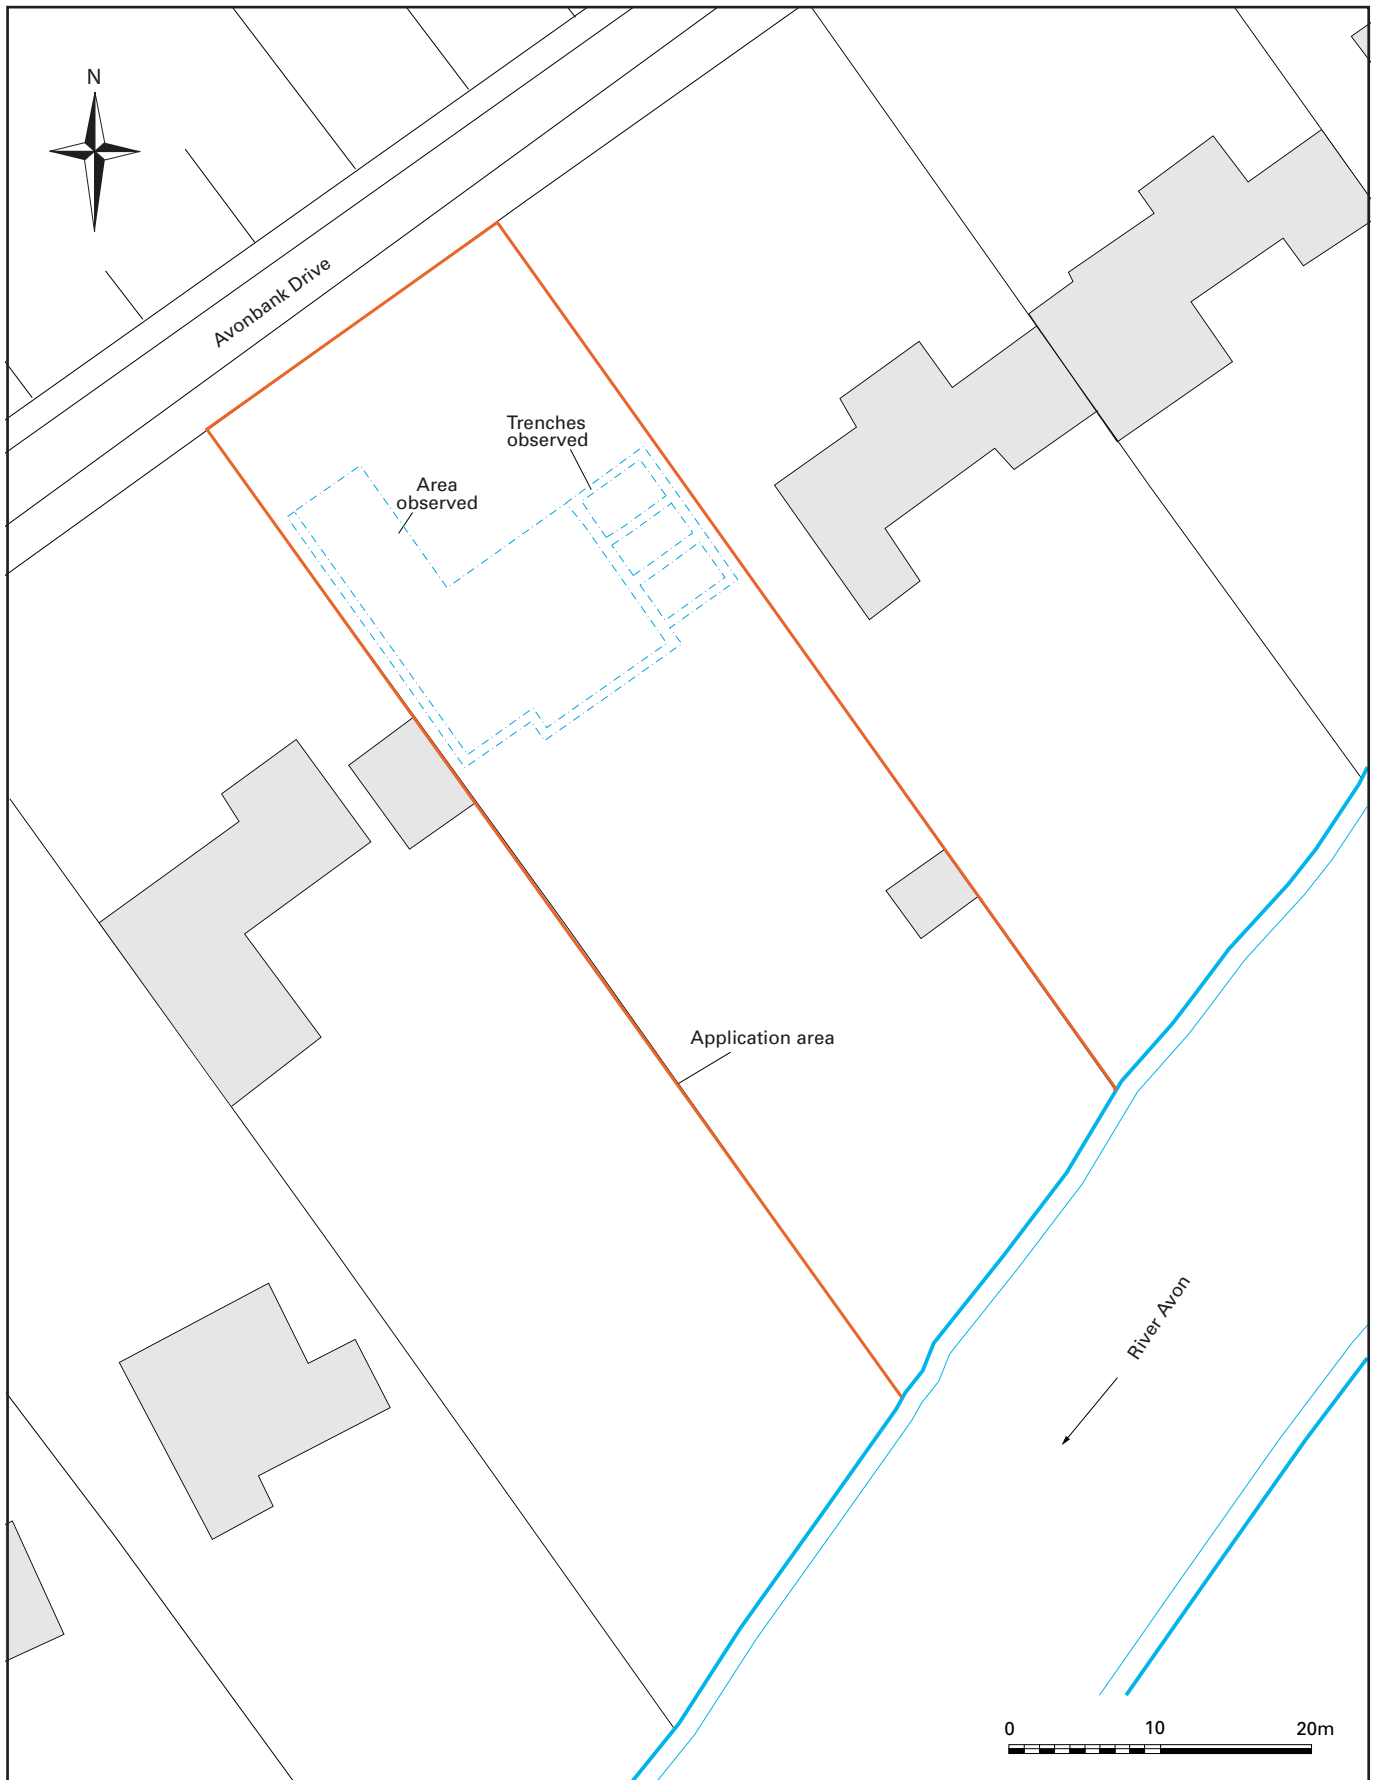 N
Avonbank Drive
Trenches
observed
Area
observed
Application area
River Avon
0 10 20m